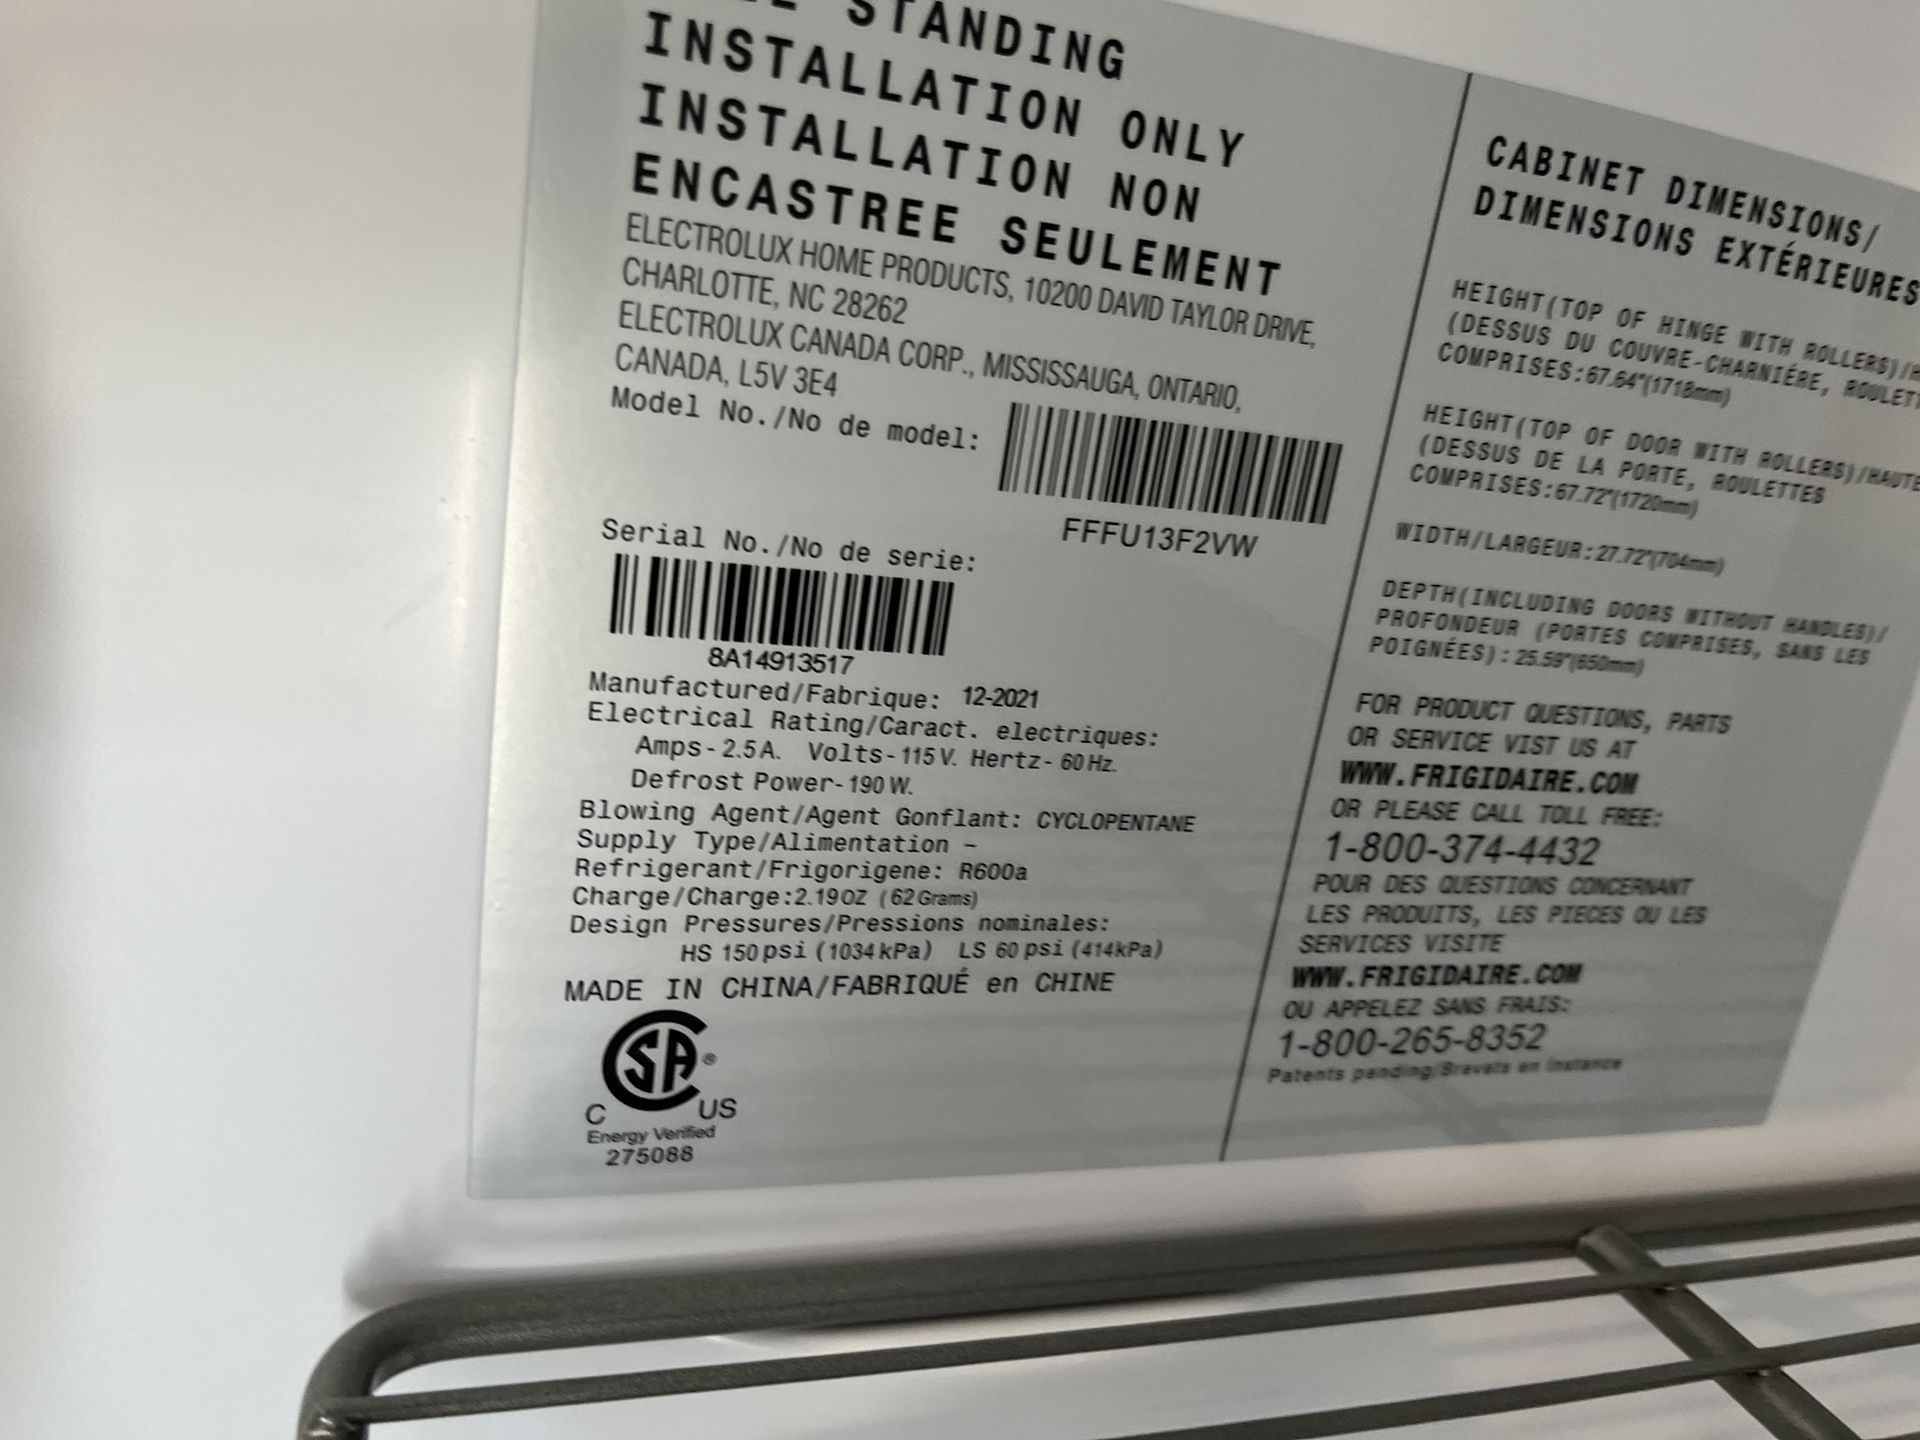 STANDING
INSTALLATION ONLY
INSTALLATION NON
ENCASTREE SEULEMENT
ELECTROLUX HOME PRODUCTS, 10200 DAVID TAYLOR DRIVE,
CHARLOTTE, NC 28262
ELECTROLUX CANADA CORP., MISSISSAUGA, ONTARIO,
CANADA, L5V 3E4
Model No./No de model:
FFFU13F2VW
Serial No./No de serie:
8A14913517
Manufactured/Fabrique: 12-2021
Electrical Rating/Caract. electriques:
Amps-2.5A. Volts-115V. Hertz-60Hz.
Defrost Power-190W.
Blowing Agent/Agent Gonflant: CYCLOPENTANE
Supply Type/Alimentation –
Refrigerant/Frigorigene: R600a
Charge/Charge:2.19OZ (62Grams)
Design Pressures/Pressions nominales:
HS 150psi (1034kPa) LS 60psi (414kPa)
MADE IN CHINA/FABRIQUÉ en CHINE
SA®
C US
Energy Verified
275088
CABINET DIMENSIONS/
DIMENSIONS EXTÉRIEURES
HEIGHT(TOP OF HINGE WITH ROLLERS)/
(DESSUS DU COUVRE-CHARNIÉRE,
COMPRISES:67.64"(1718mm)
HEIGHT(TOP OF DOOR WITH ROLLERS)/
(DESSUS DE LA PORTE, ROULETTES
COMPRISES:67.72"(1720mm)
WIDTH/LARGEUR:27.72"(704mm)
DEPTH(INCLUDING DOORS WITHOUT HANDLES)/
PROFONDEUR (PORTES COMPRISES, SANS LES
POIGNÉES):25.59"(650mm)
FOR PRODUCT QUESTIONS, PARTS
OR SERVICE VIST US AT
WWW.FRIGIDAIRE.COM
OR PLEASE CALL TOLL FREE:
1-800-374-4432
POUR DES QUESTIONS CONCERNANT
LES PRODUITS, LES PIECES OU LES
SERVICES VISITE
WWW.FRIGIDAIRE.COM
OU APPELEZ SANS FRAIS:
1-800-265-8352
Patents pending/Brevets en instance